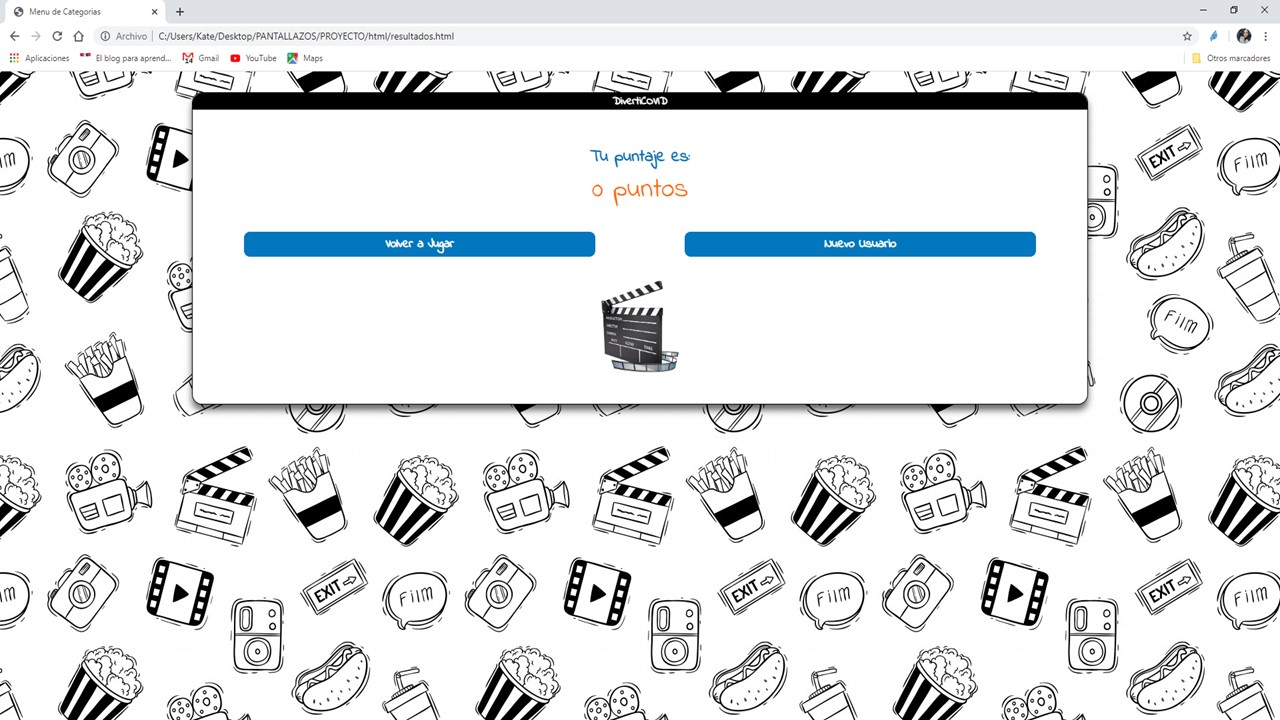 Menu de Categorias
Archivo
C:/Users/Kate/Desktop/PANTALLAZOS/PROYECTO/html/resultados.html
Aplicaciones
El blog para aprend...
Gmail
YouTube
Maps
Otros marcadores
DivertiCoVID
Tu puntaje es:
0 puntos
Volver a Jugar
Nuevo Usuario
EXIT
Film
Film
EXIT
Film
EXIT
Film
EXIT
Film